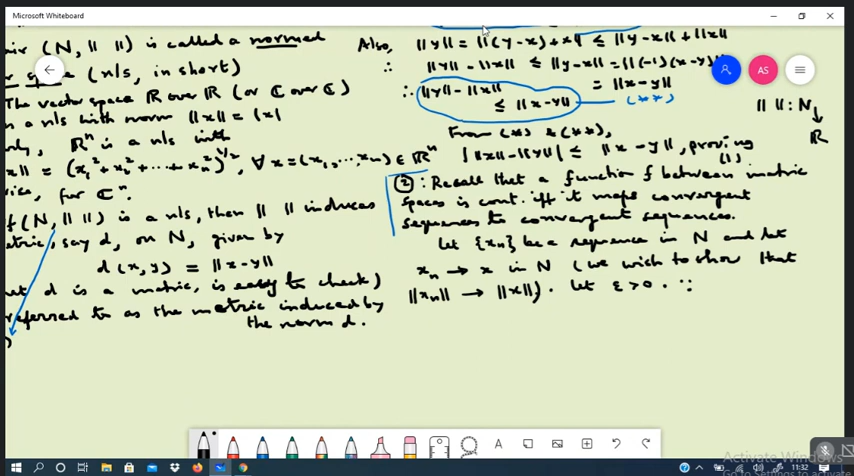 Microsoft Whiteboard
air (N, || ||) is called a normed
space (nls, in short)
The vector space ℝ over ℝ (or ℂ over ℂ)
a nls with norm ||x|| = |x|
ℝⁿ is a nls with
= (x₁² + x₂² + ... + xₙ²)^{1/2}, ∀ x = (x₁, ..., xₙ) ∈ ℝⁿ
for ℂⁿ.
f (N, || ||) is a nls, then || || induces
etric, say d, on N, given by
d(x, y) = ||x - y||
d is a metric, is easy to check)
referred to as the metric induced by
the norm d.
Also, ||y|| = ||(y-x)+x|| ≤ ||y-x|| + ||x||
∴ ||y|| - ||x|| ≤ ||y-x|| = ||(-1)(x-y)||
= ||x-y||
∴ ||y|| - ||x||
≤ ||x-y|| (**)
From (*) & (**),
| ||x|| - ||y|| | ≤ ||x-y||, proving
(1)
|| || : N
↓
ℝ
② : Recall that a function f between metric
spaces is cont. iff it maps convergent
sequences to convergent sequences.
Let {xₙ} be a sequence in N and let
xₙ → x in N (we wish to show that
||xₙ|| → ||x||). Let ε > 0. ∵
AS
Activate Windows
Go to Settings to activate Windows.
11:32